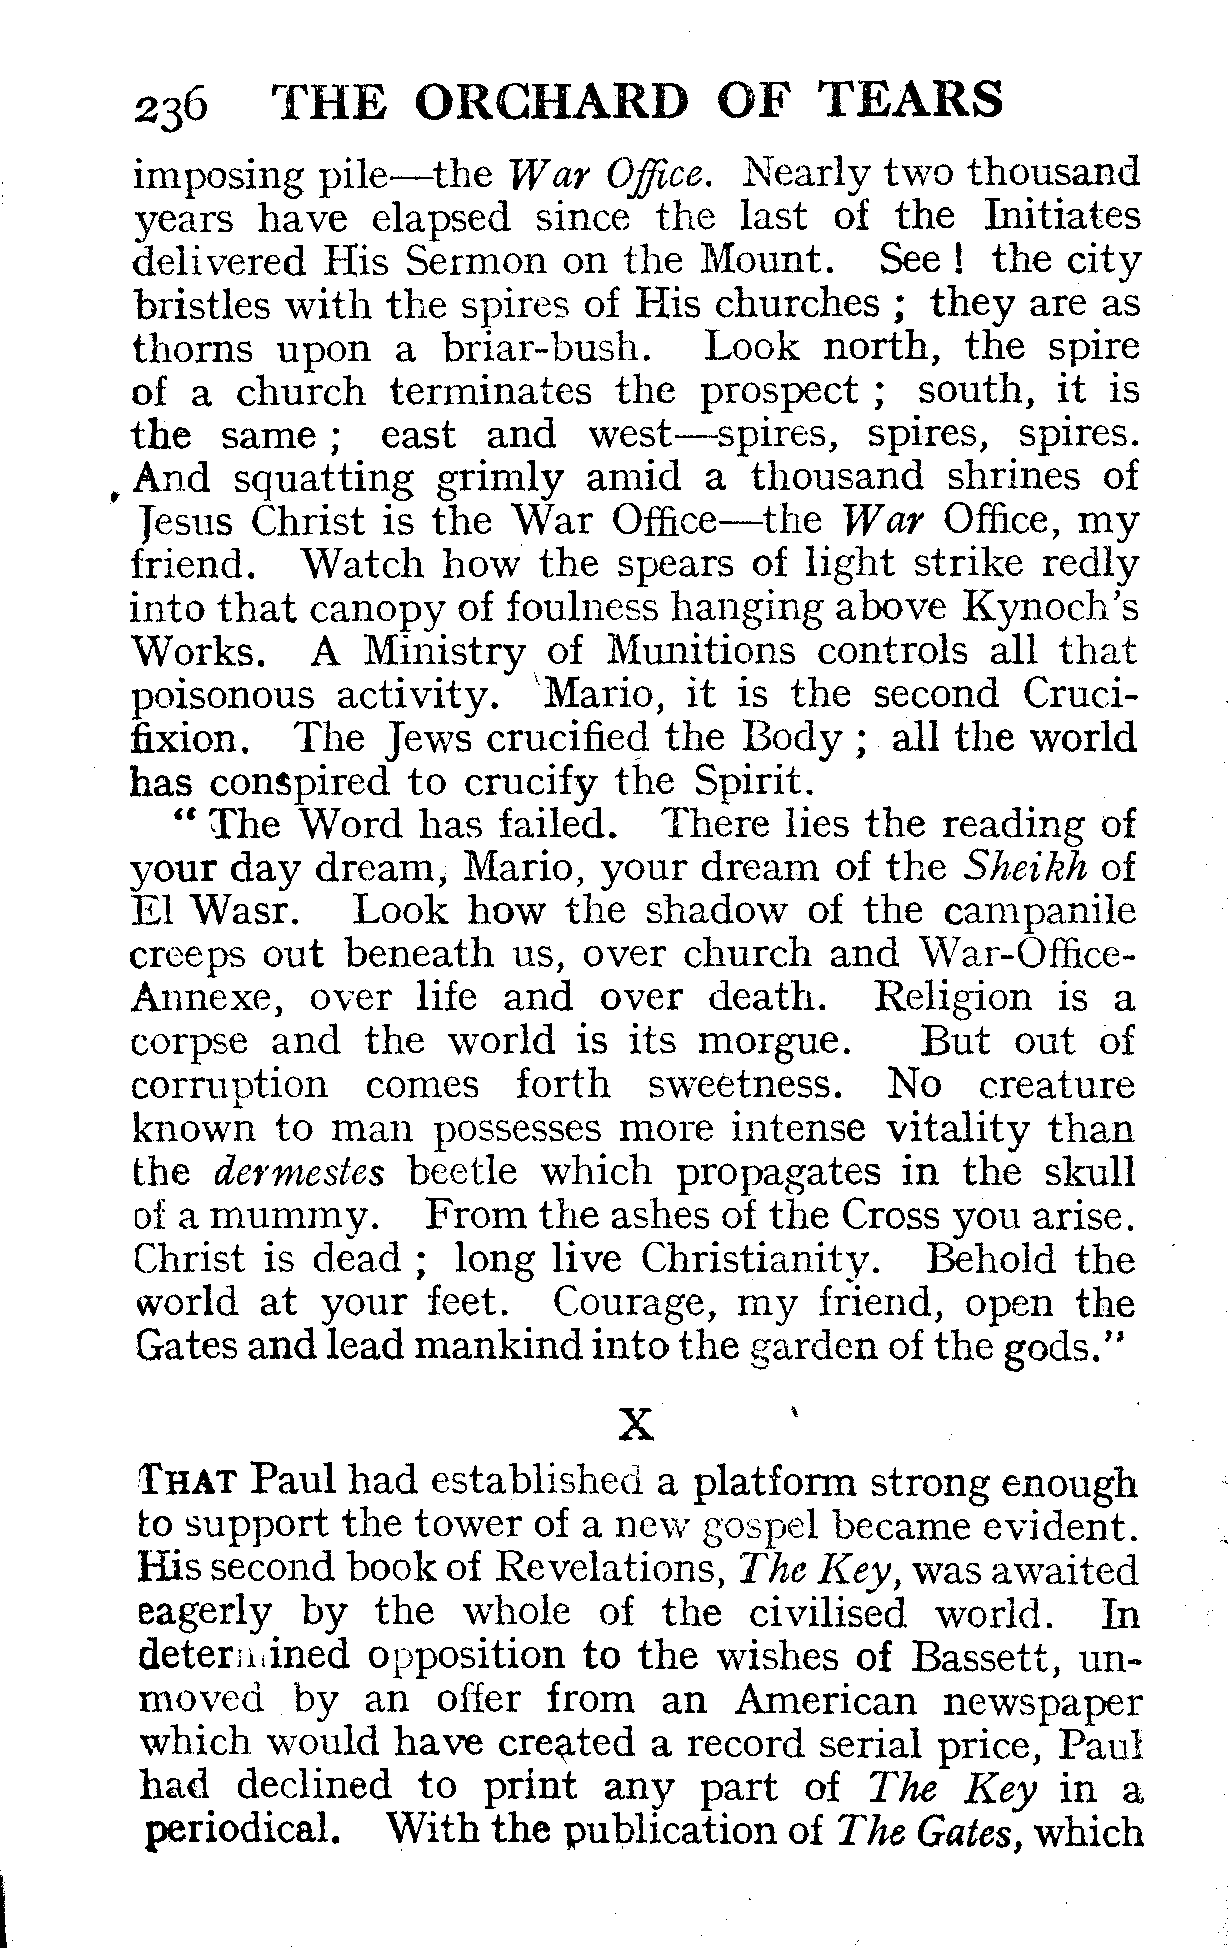 236 THE ORCHARD OF TEARS
imposing pile—the War Office. Nearly two thousand
years have elapsed since the last of the Initiates
delivered His Sermon on the Mount. See ! the city
bristles with the spires of His churches ; they are as
thorns upon a briar-bush. Look north, the spire
of a church terminates the prospect ; south, it is
the same ; east and west—spires, spires, spires.
And squatting grimly amid a thousand shrines of
Jesus Christ is the War Office—the War Office, my
friend. Watch how the spears of light strike redly
into that canopy of foulness hanging above Kynoch's
Works. A Ministry of Munitions controls all that
poisonous activity. Mario, it is the second Cruci-
fixion. The Jews crucified the Body ; all the world
has conspired to crucify the Spirit.
“ The Word has failed. There lies the reading of
your day dream, Mario, your dream of the Sheikh of
El Wasr. Look how the shadow of the campanile
creeps out beneath us, over church and War-Office-
Annexe, over life and over death. Religion is a
corpse and the world is its morgue. But out of
corruption comes forth sweetness. No creature
known to man possesses more intense vitality than
the dermestes beetle which propagates in the skull
of a mummy. From the ashes of the Cross you arise.
Christ is dead ; long live Christianity. Behold the
world at your feet. Courage, my friend, open the
Gates and lead mankind into the garden of the gods.”
X
THAT Paul had established a platform strong enough
to support the tower of a new gospel became evident.
His second book of Revelations, The Key, was awaited
eagerly by the whole of the civilised world. In
determined opposition to the wishes of Bassett, un-
moved by an offer from an American newspaper
which would have created a record serial price, Paul
had declined to print any part of The Key in a
periodical. With the publication of The Gates, which